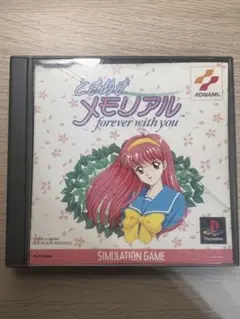 ときめき
メモリアル
forever with you
KONAMI
PlayStation
SIMULATION GAME